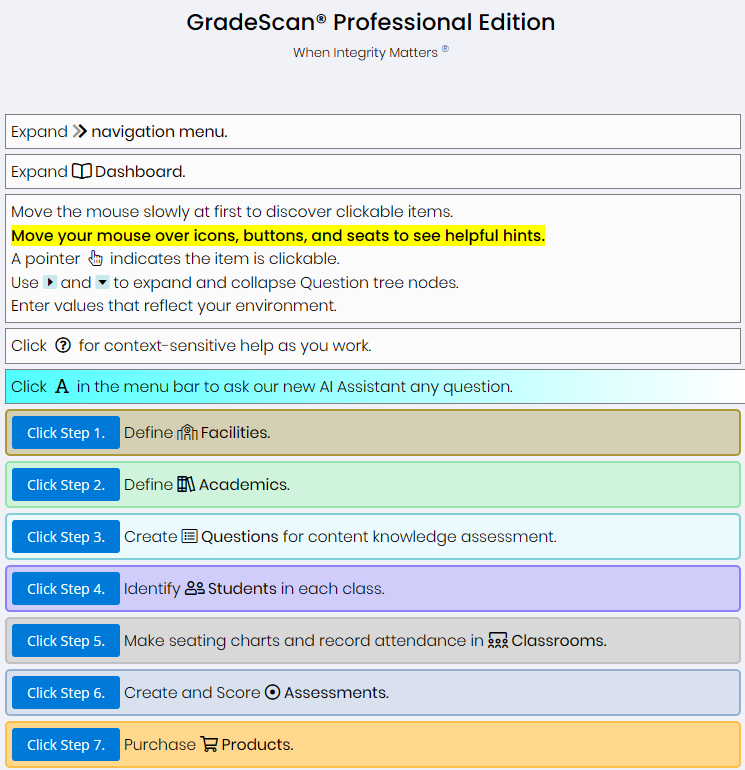 GradeScan® Professional Edition
When Integrity Matters ®
Expand navigation menu.
Expand Dashboard.
Move the mouse slowly at first to discover clickable items.
Move your mouse over icons, buttons, and seats to see helpful hints.
A pointer indicates the item is clickable.
Use and to expand and collapse Question tree nodes.
Enter values that reflect your environment.
Click ? for context-sensitive help as you work.
Click A in the menu bar to ask our new AI Assistant any question.
Click Step 1. Define Facilities.
Click Step 2. Define Academics.
Click Step 3. Create Questions for content knowledge assessment.
Click Step 4. Identify Students in each class.
Click Step 5. Make seating charts and record attendance in Classrooms.
Click Step 6. Create and Score Assessments.
Click Step 7. Purchase Products.